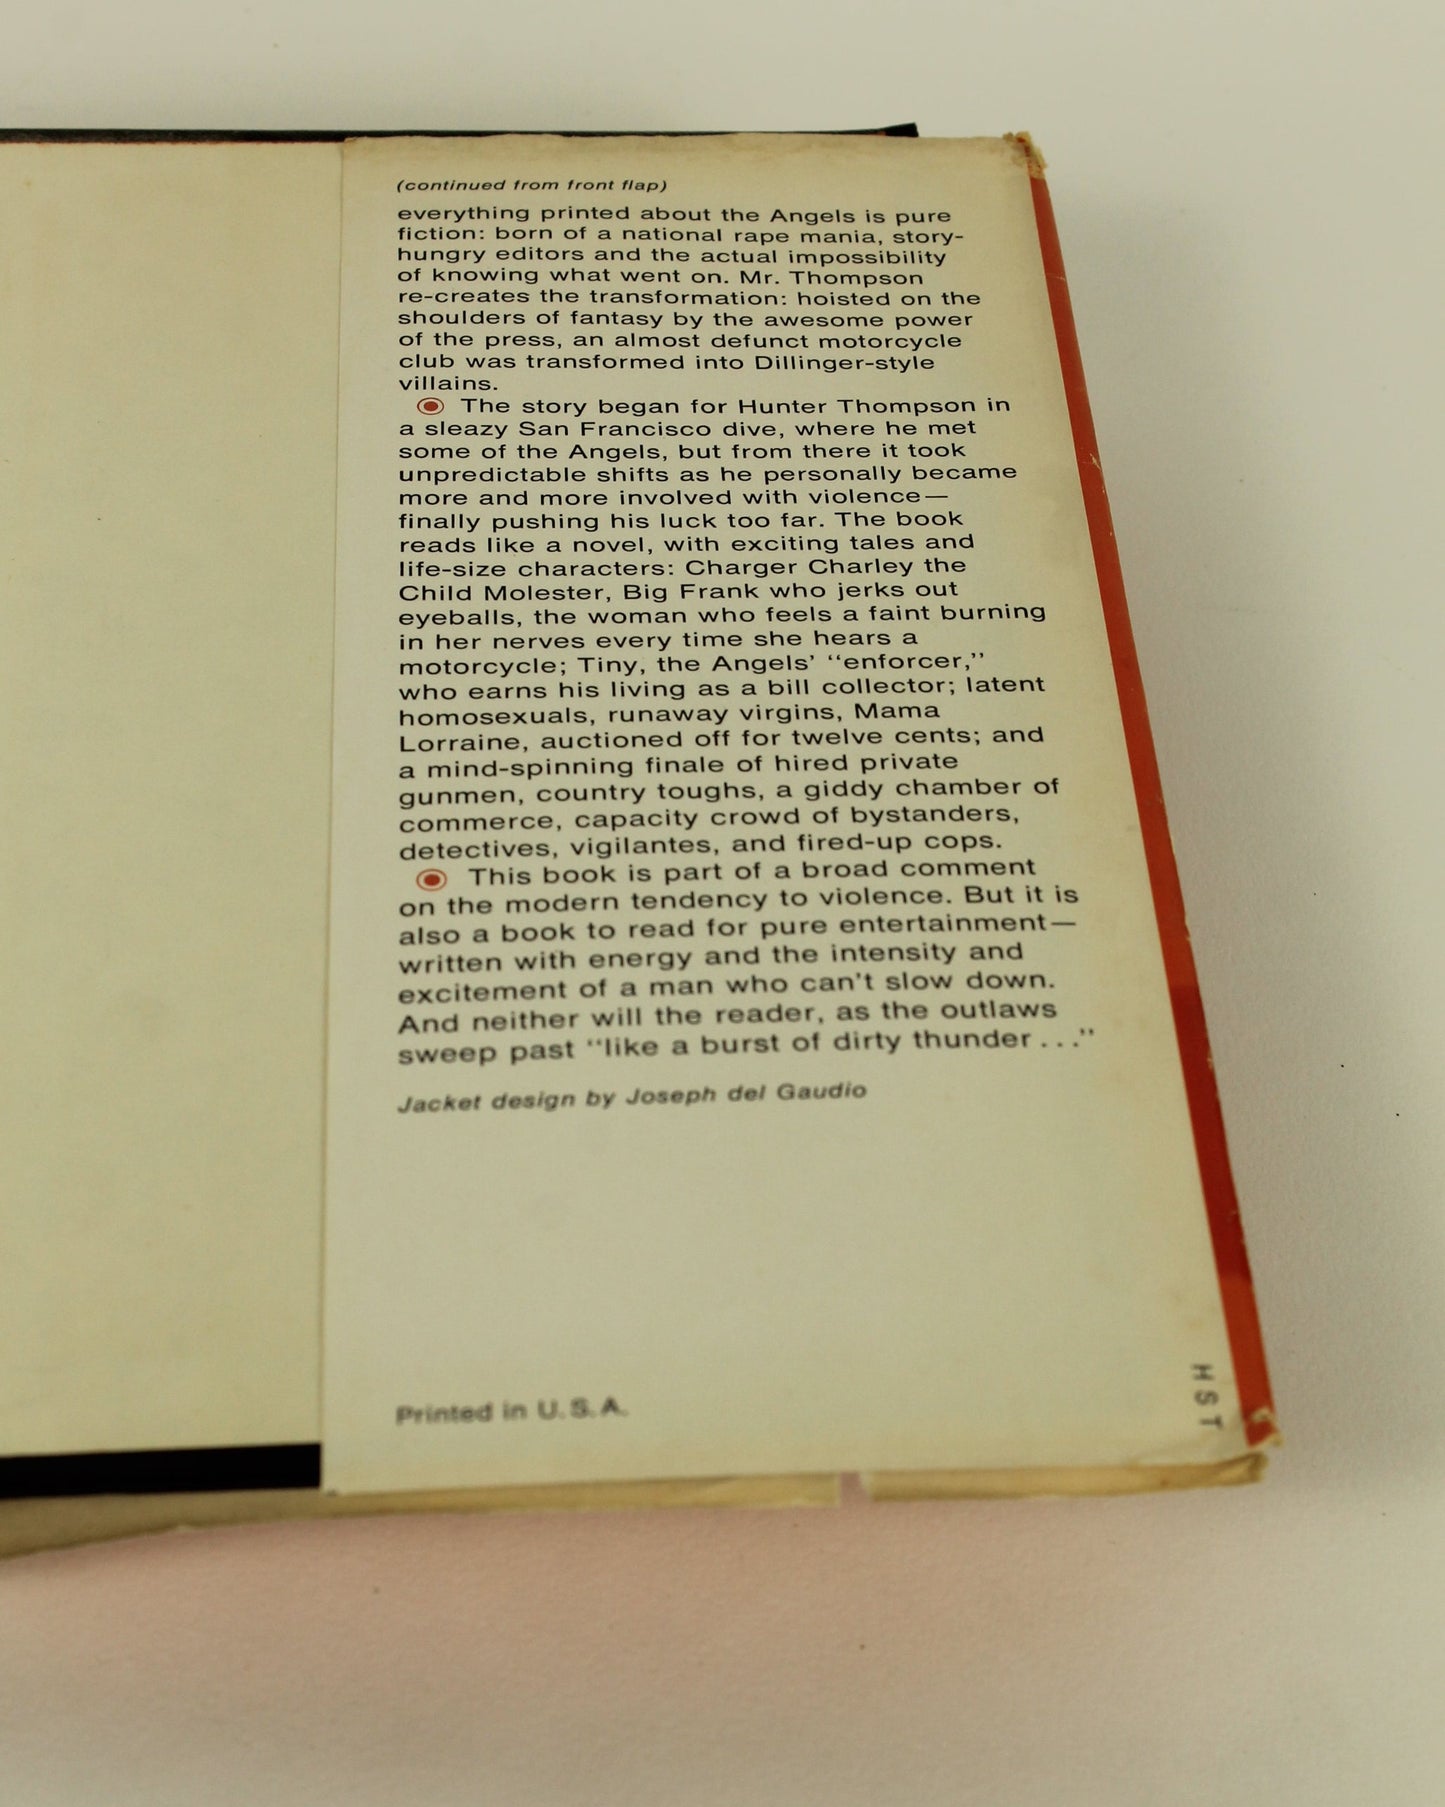 (continued from front flap)
everything printed about the Angels is pure
fiction: born of a national rape mania, story-
hungry editors and the actual impossibility
of knowing what went on. Mr. Thompson
re-creates the transformation: hoisted on the
shoulders of fantasy by the awesome power
of the press, an almost defunct motorcycle
club was transformed into Dillinger-style
villains.
The story began for Hunter Thompson in
a sleazy San Francisco dive, where he met
some of the Angels, but from there it took
unpredictable shifts as he personally became
more and more involved with violence—
finally pushing his luck too far. The book
reads like a novel, with exciting tales and
life-size characters: Charger Charley the
Child Molester, Big Frank who jerks out
eyeballs, the woman who feels a faint burning
in her nerves every time she hears a
motorcycle; Tiny, the Angels' "enforcer,"
who earns his living as a bill collector; latent
homosexuals, runaway virgins, Mama
Lorraine, auctioned off for twelve cents; and
a mind-spinning finale of hired private
gunmen, country toughs, a giddy chamber of
commerce, capacity crowd of bystanders,
detectives, vigilantes, and fired-up cops.
This book is part of a broad comment
on the modern tendency to violence. But it is
also a book to read for pure entertainment—
written with energy and the intensity and
excitement of a man who can't slow down.
And neither will the reader, as the outlaws
sweep past "like a burst of dirty thunder . . ."
Jacket design by Joseph del Gaudio
Printed in U.S.A.
HST